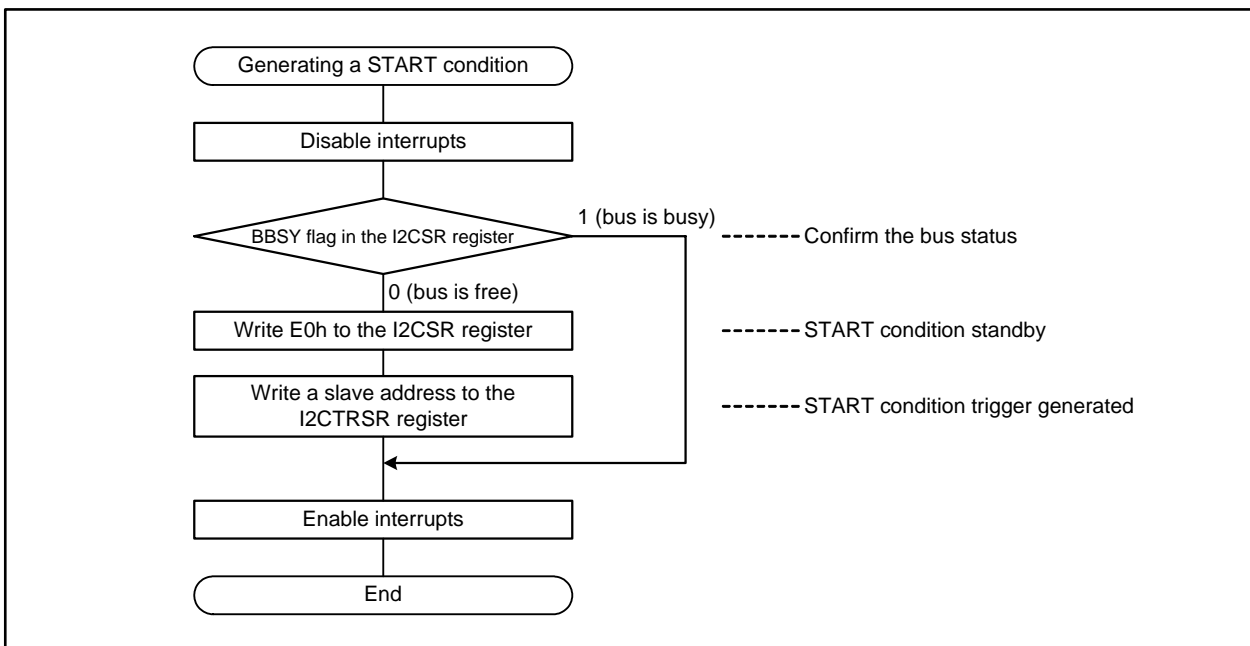 Generating a START condition
Disable interrupts
1 (bus is busy)
BBSY flag in the I2CSR register
Confirm the bus status
0 (bus is free)
Write E0h to the I2CSR register
START condition standby
Write a slave address to the
I2CTRSR register
START condition trigger generated
Enable interrupts
End